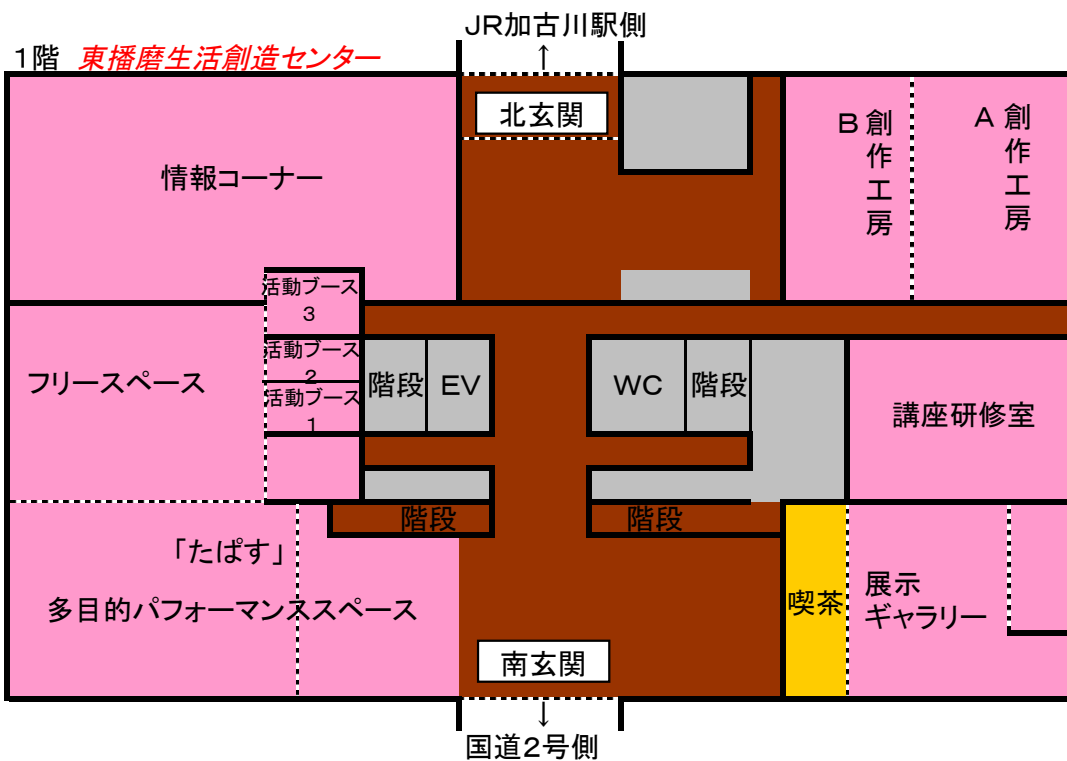 JR加古川駅側
↑
1階 東播磨生活創造センター
北玄関
情報コーナー
B 創作工房
A 創作工房
活動ブース
3
活動ブース
2
活動ブース
1
フリースペース
階段
EV
WC
階段
講座研修室
階段
階段
「たぱす」
多目的パフォーマンススペース
喫茶
展示
ギャラリー
南玄関
↓
国道2号側